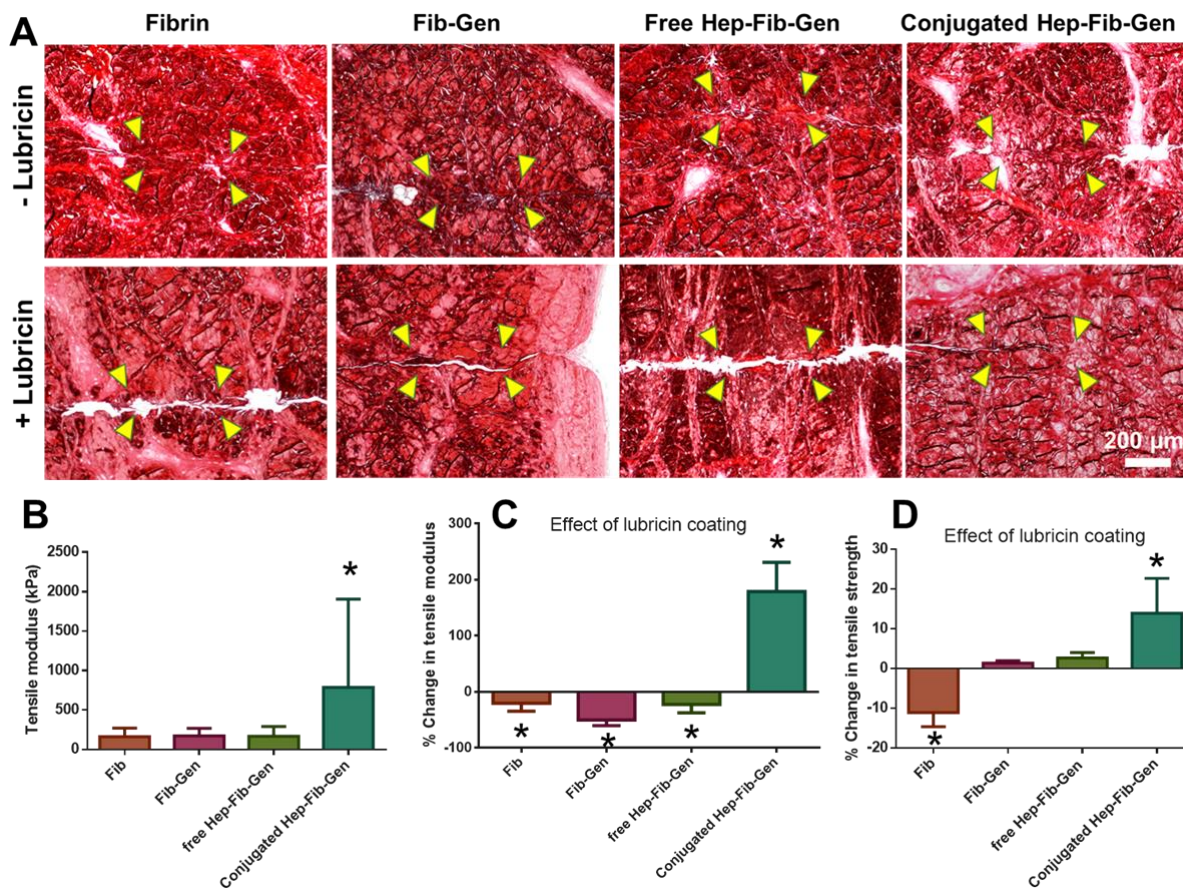 Fibrin
Fib-Gen
Free Hep-Fib-Gen
Conjugated Hep-Fib-Gen
A
- Lubricin
+ Lubricin
200 µm
B
Tensile modulus (kPa)
2500
2000
1500
1000
500
0
Fib
Fib-Gen
free Hep-Fib-Gen
Conjugated Hep-Fib-Gen
C
Effect of lubricin coating
% Change in tensile modulus
300
200
100
0
-100
*
Fib
Fib-Gen
free Hep-Fib-Gen
Conjugated Hep-Fib-Gen
D
Effect of lubricin coating
% Change in tensile strength
30
20
10
0
-10
-20
*
Fib
Fib-Gen
free Hep-Fib-Gen
Conjugated Hep-Fib-Gen